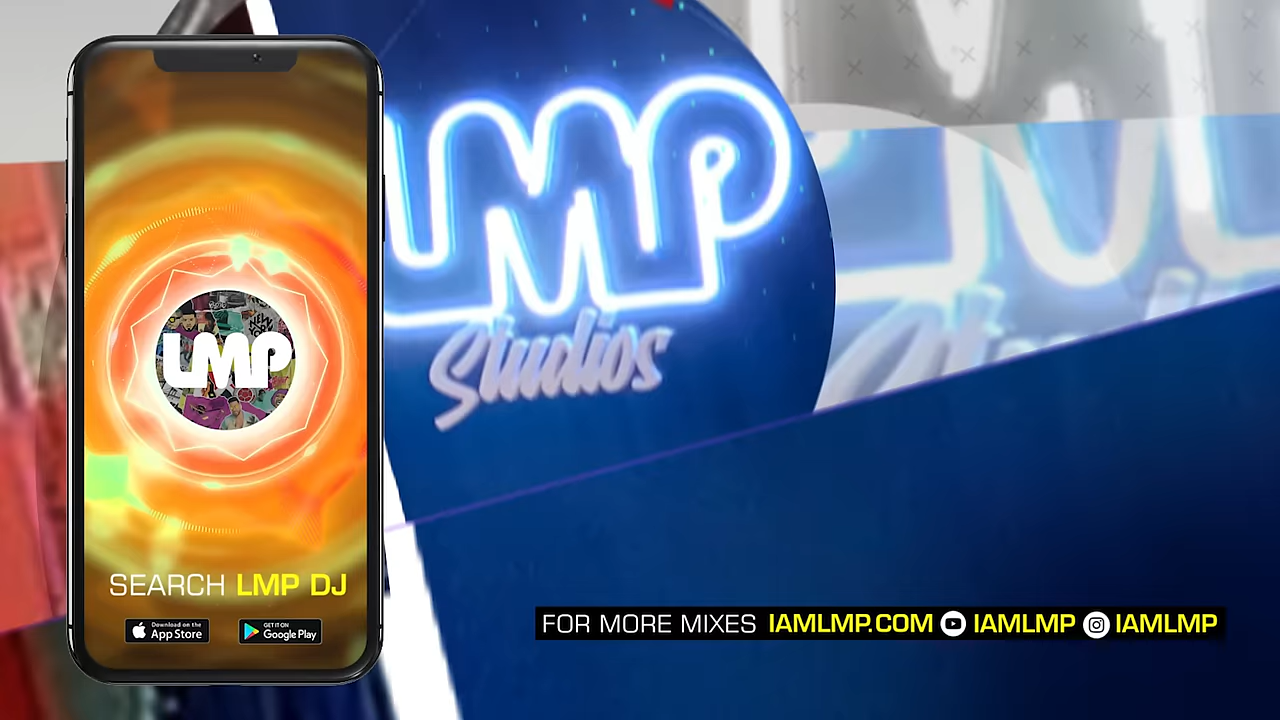 LMP
Studios
LMP
SEARCH LMP DJ
Download on the
App Store
GET IT ON
Google Play
FOR MORE MIXES IAMLMP.COM IAMLMP IAMLMP